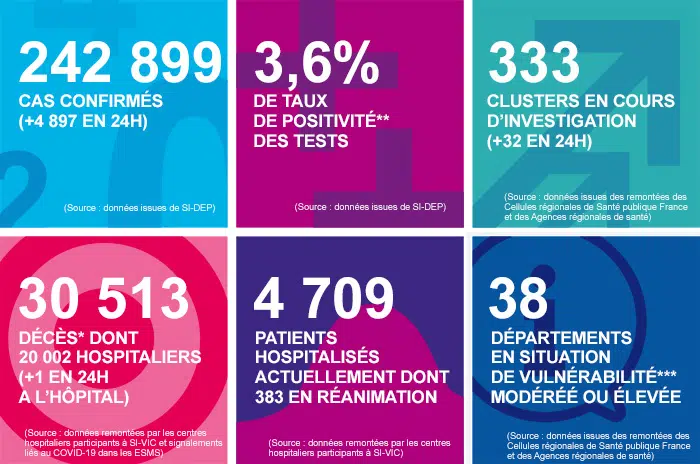 242 899
CAS CONFIRMÉS
(+4 897 EN 24H)
(Source : données issues de SI-DEP)
3,6%
DE TAUX
DE POSITIVITÉ**
DES TESTS
(Source : données issues de SI-DEP)
333
CLUSTERS EN COURS
D'INVESTIGATION
(+32 EN 24H)
(Source : données issues des remontées des
Cellules régionales de Santé publique France
et des Agences régionales de santé)
30 513
DÉCÈS* DONT
20 002 HOSPITALIERS
(+1 EN 24H
A L'HÔPITAL)
(Source : données remontées par les centres
hospitaliers participants à SI-VIC et signalements
liés au COVID-19 dans les ESMS)
4 709
PATIENTS
HOSPITALISÉS
ACTUELLEMENT DONT
383 EN RÉANIMATION
(Source : données remontées par les centres
hospitaliers participants à SI-VIC)
38
DÉPARTEMENTS
EN SITUATION
DE VULNÉRABILITÉ***
MODÉRÉÉ OU ÉLEVÉE
(Source : données issues des remontées des
Cellules régionales de Santé publique France
et des Agences régionales de santé)